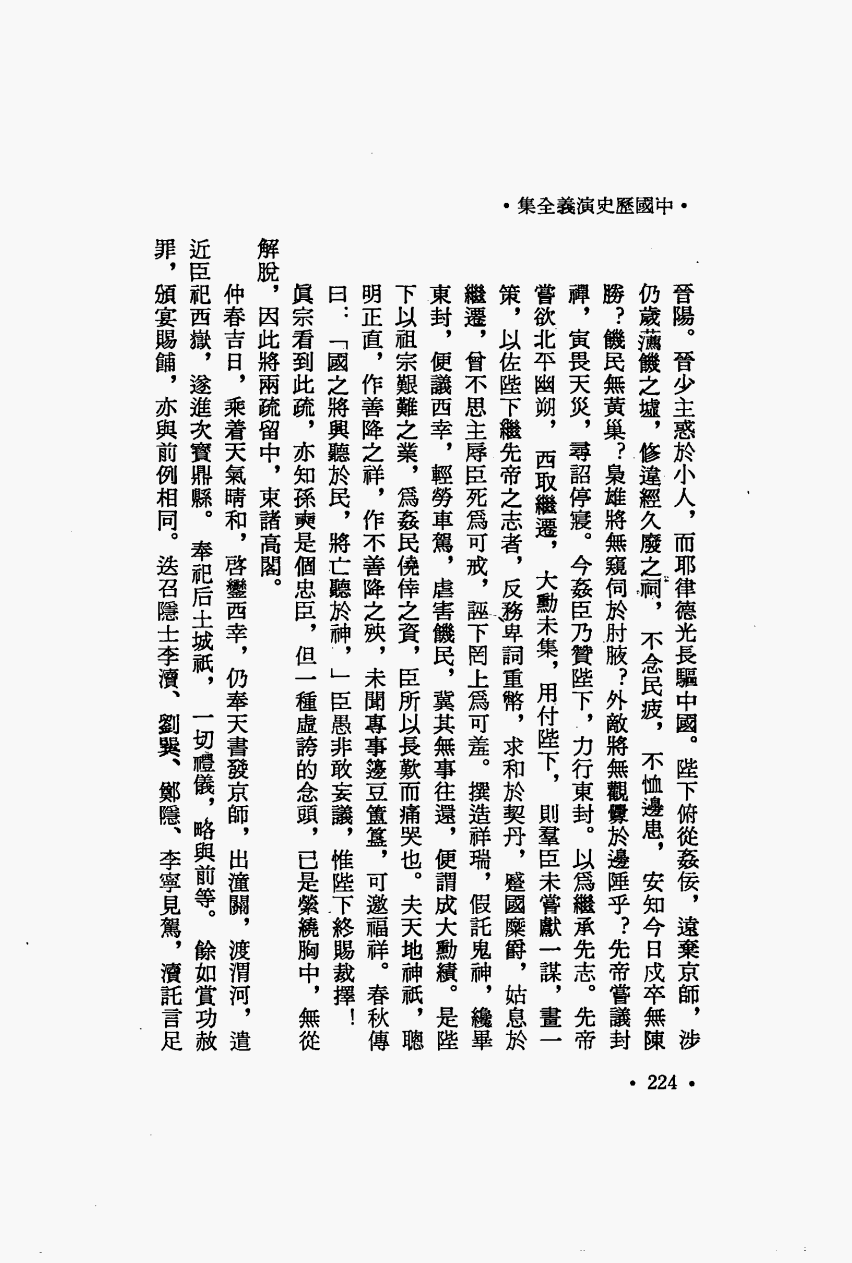 •中國歷史演義全集•
晉陽。晉少主惑於小人，而耶律德光長驅中國。陛下俯從姦佞，遠棄京師，涉
仍歲薦饑之墟，修違經久廢之祠，不念民疲，不恤邊患，安知今日戍卒無陳
勝？饑民無黃巢？梟雄將無窺伺於肘腋？外敵將無觀釁於邊陲乎？先帝嘗議封
禪，寅畏天災，尋詔停寢。今姦臣乃贊陛下，力行東封。以爲繼承先志。先帝
嘗欲北平幽朔，西取繼遷，大勳未集，用付陛下，則羣臣未嘗獻一謀，畫一
策，以佐陛下繼先帝之志者，反務卑詞重幣，求和於契丹，蹙國縻爵，姑息於
繼遷，曾不思主辱臣死爲可戒，誣下罔上爲可羞。撰造祥瑞，假託鬼神，纔畢
東封，便議西幸，輕勞車駕，虐害饑民，冀其無事往還，便謂成大勳績。是陛
下以祖宗艱難之業，爲姦民僥倖之資，臣所以長歎而痛哭也。夫天地神祇，聰
明正直，作善降之祥，作不善降之殃，未聞專事籩豆簠簋，可邀福祥。春秋傳
曰：「國之將興聽於民，將亡聽於神，」臣愚非敢妄議，惟陛下終賜裁擇！
眞宗看到此疏，亦知孫奭是個忠臣，但一種虛誇的念頭，已是縈繞胸中，無從
解脫，因此將兩疏留中，束諸高閣。
仲春吉日，乘着天氣晴和，啓鑾西幸，仍奉天書發京師，出潼關，渡渭河，遣
近臣祀西嶽，遂進次寶鼎縣。奉祀后土城祇，一切禮儀，略與前等。餘如賞功赦
罪，頒宴賜餔，亦與前例相同。迭召隱士李瀆、劉巽、鄭隱、李寧見駕，瀆託言足
•224•